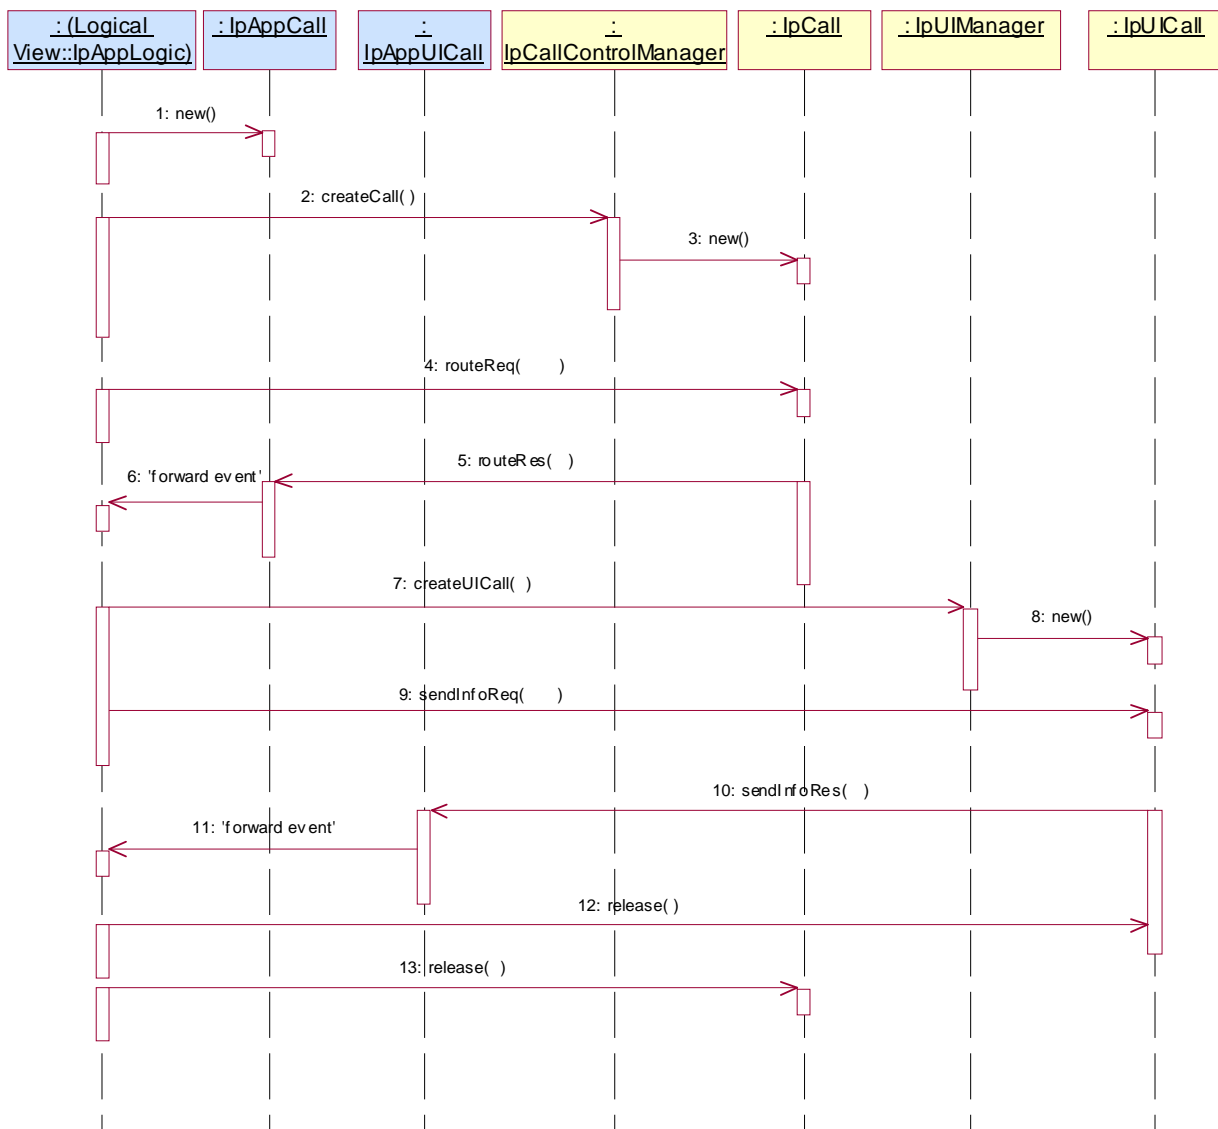 : (Logical
View::IpAppLogic)
: IpAppCall
:
IpAppUICall
:
IpCallControlManager
: IpCall
: IpUIManager
: IpUICall
1: new()
2: createCall( )
3: new()
4: routeReq( )
5: routeRes( )
6: 'forward event'
7: createUICall( )
8: new()
9: sendInfoReq( )
10: sendInfoRes( )
11: 'forward event'
12: release( )
13: release( )